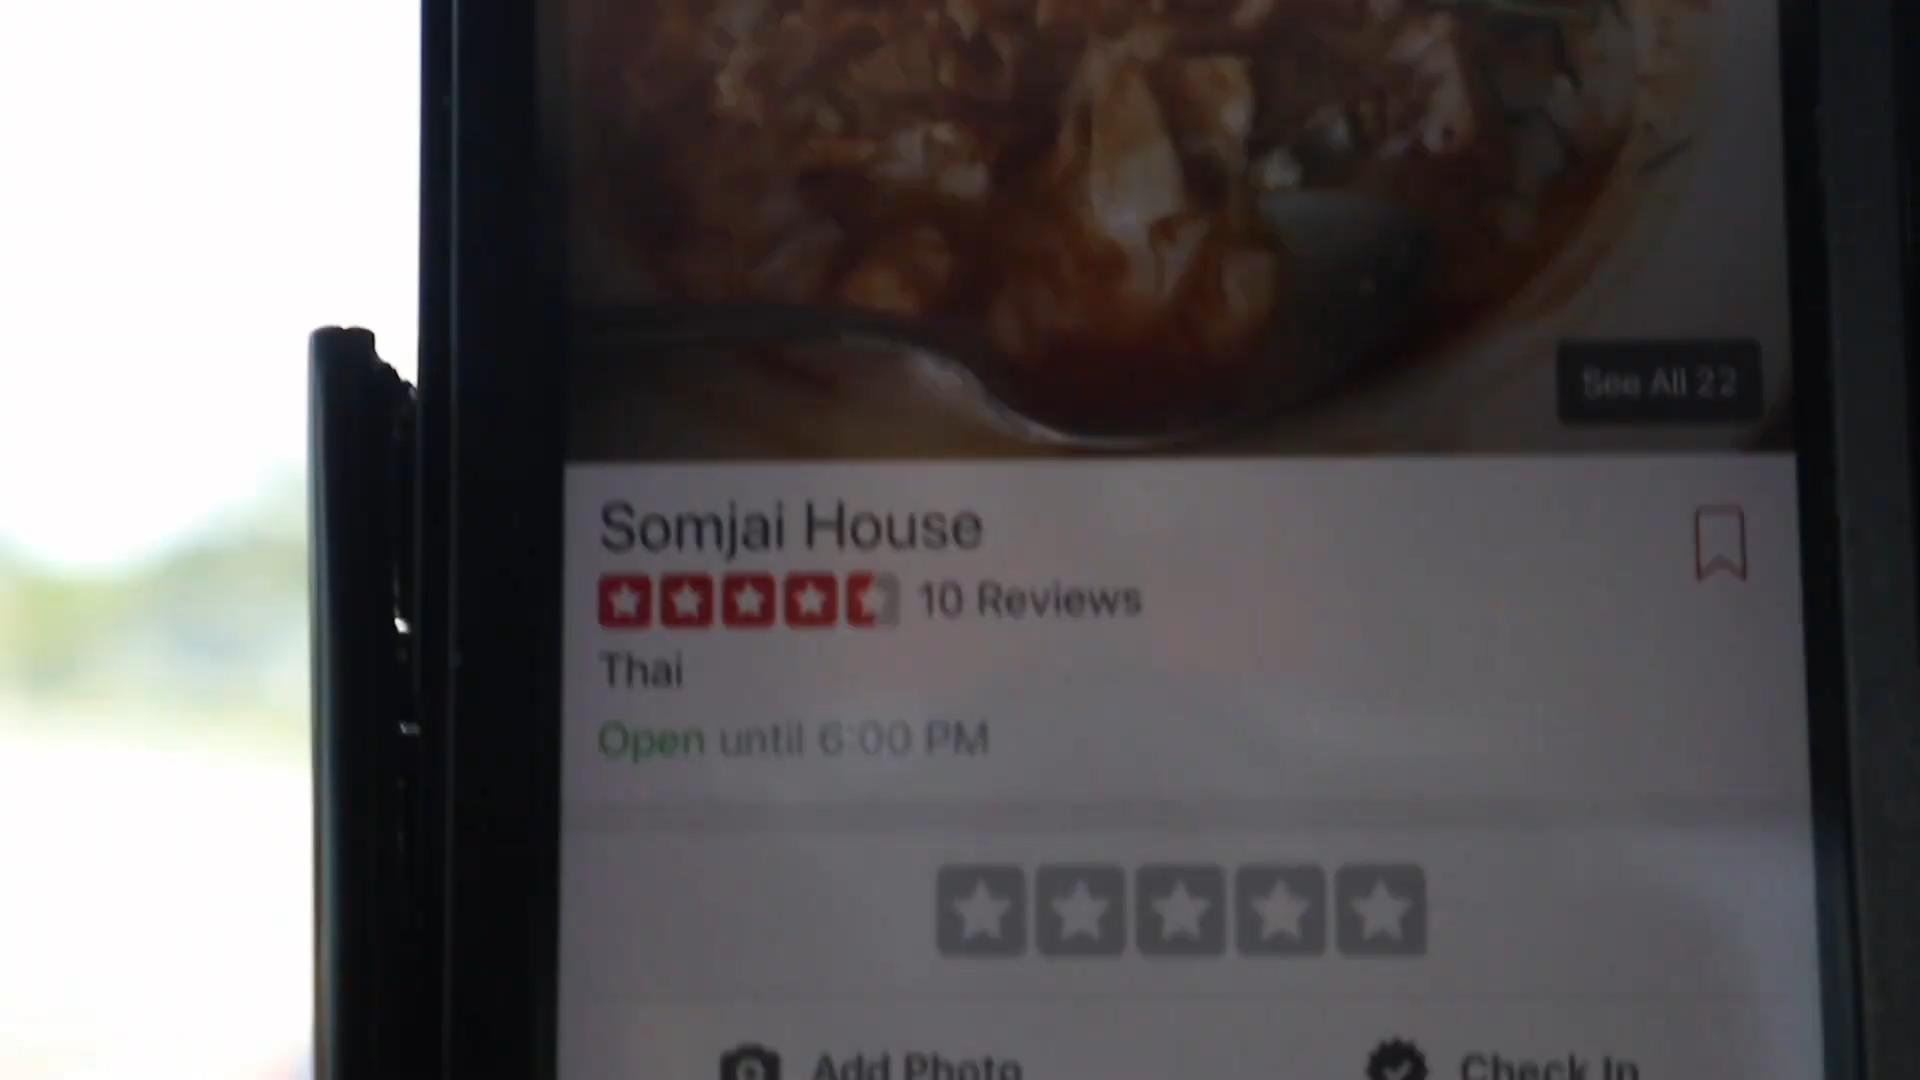 See All 22
Somjai House
10 Reviews
Thai
Open until 6:00 PM
Add Photo
Check In